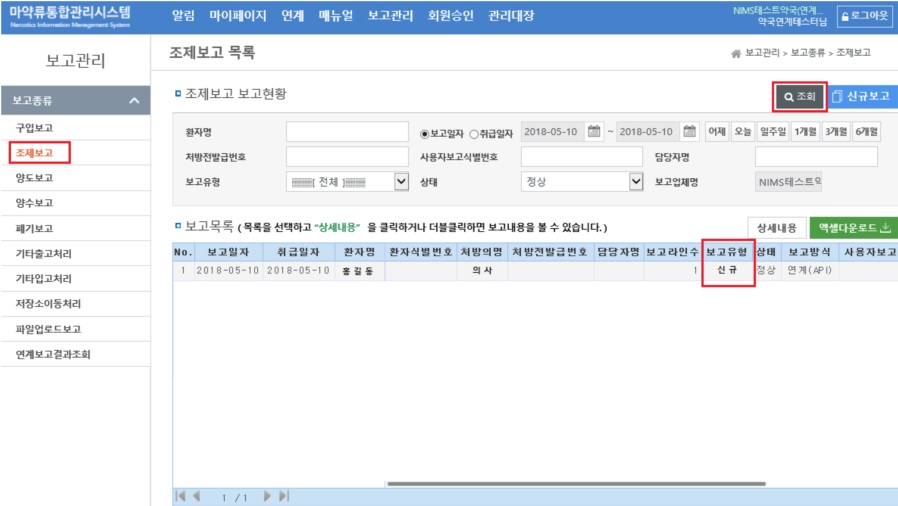 마약류통합관리시스템
Narcotics Information Management System
알림 마이페이지 연계 매뉴얼 보고관리 회원승인 관리대장
NIMS테스트약국(연계...
약국연계테스터님
로그아웃
보고관리
조제보고 목록
보고관리 > 보고종류 > 조제보고
보고종류
구입보고
조제보고
양도보고
양수보고
폐기보고
기타출고처리
기타입고처리
저장소이동처리
파일업로드보고
연계보고결과조회
조제보고 보고현황
조회
신규보고
환자명
보고일자 취급일자 2018-05-10 ~ 2018-05-10 어제 오늘 일주일 1개월 3개월 6개월
처방전발급번호 사용자보고식별번호 담당자명
보고유형 [ 전체 ] 상태 정상 보고업체명 NIMS테스트약
보고목록 ( 목록을 선택하고 "상세내용" 을 클릭하거나 더블클릭하면 보고내용을 볼 수 있습니다.)
상세내용 엑셀다운로드
No. 보고일자 취급일자 환자명 환자식별번호 처방의명 처방전발급번호 담당자명 보고라인수 보고유형 상태 보고방식 사용자보고
1 2018-05-10 2018-05-10 홍길동 의사 1 신규 정상 연계(API)
1 / 1